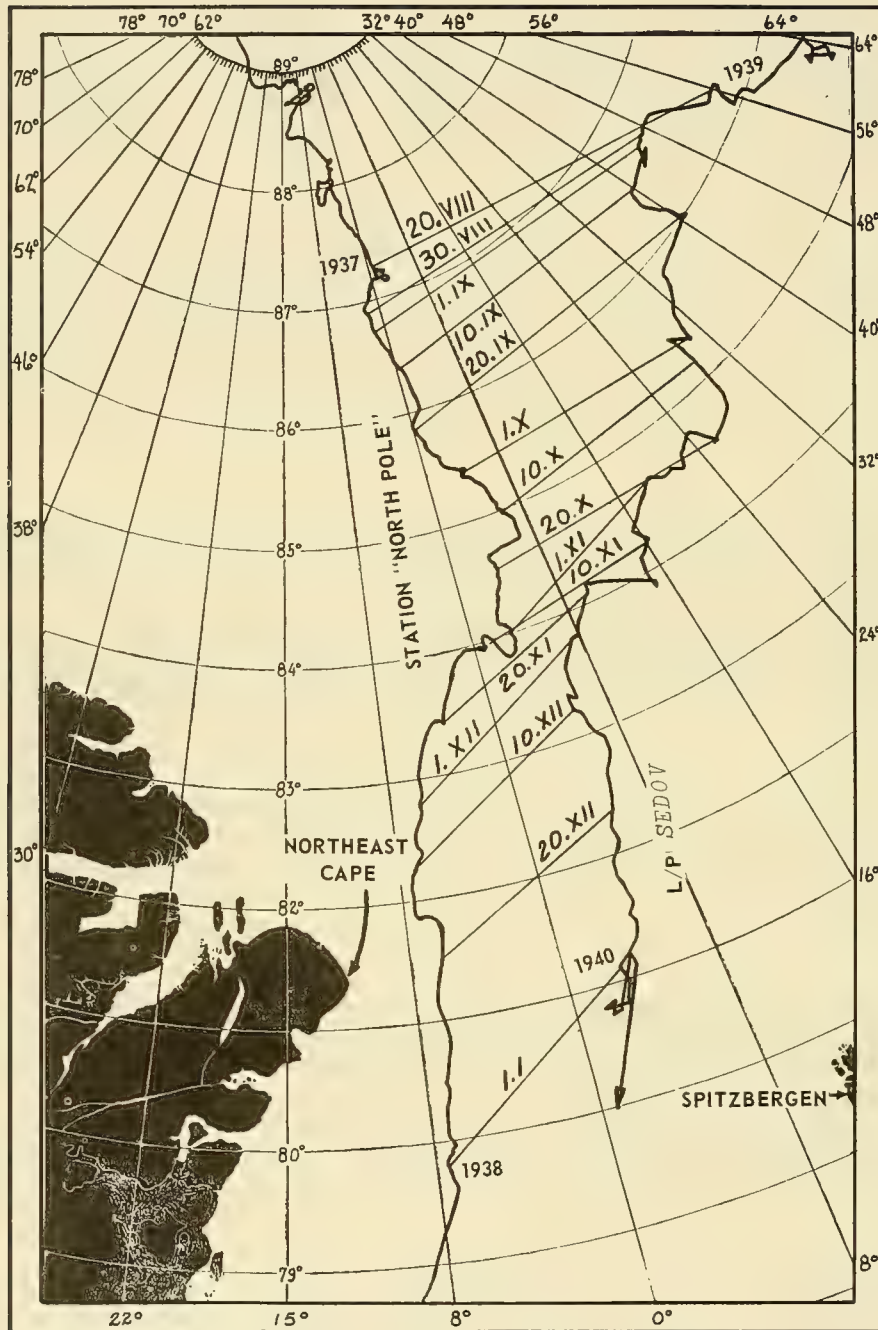 78° 70° 62° 32° 40° 48° 56° 64°
89°
1939
64°
78°
56°
70°
88°
62°
20.VIII
48°
54°
1937
30.VIII
87°
1.IX
40°
46°
10.IX
20.IX
86°
STATION "NORTH POLE"
1.X
32°
10.X
38°
85°
20.X
1.XI
10.XI
24°
84°
20.XI
1.XII
10.XII
83°
L/P SEDOV
NORTHEAST
CAPE
20.XII
30°
16°
82°
1940
1.I
SPITZBERGEN
80°
1938
79°
8°
22° 15° 8° 0°